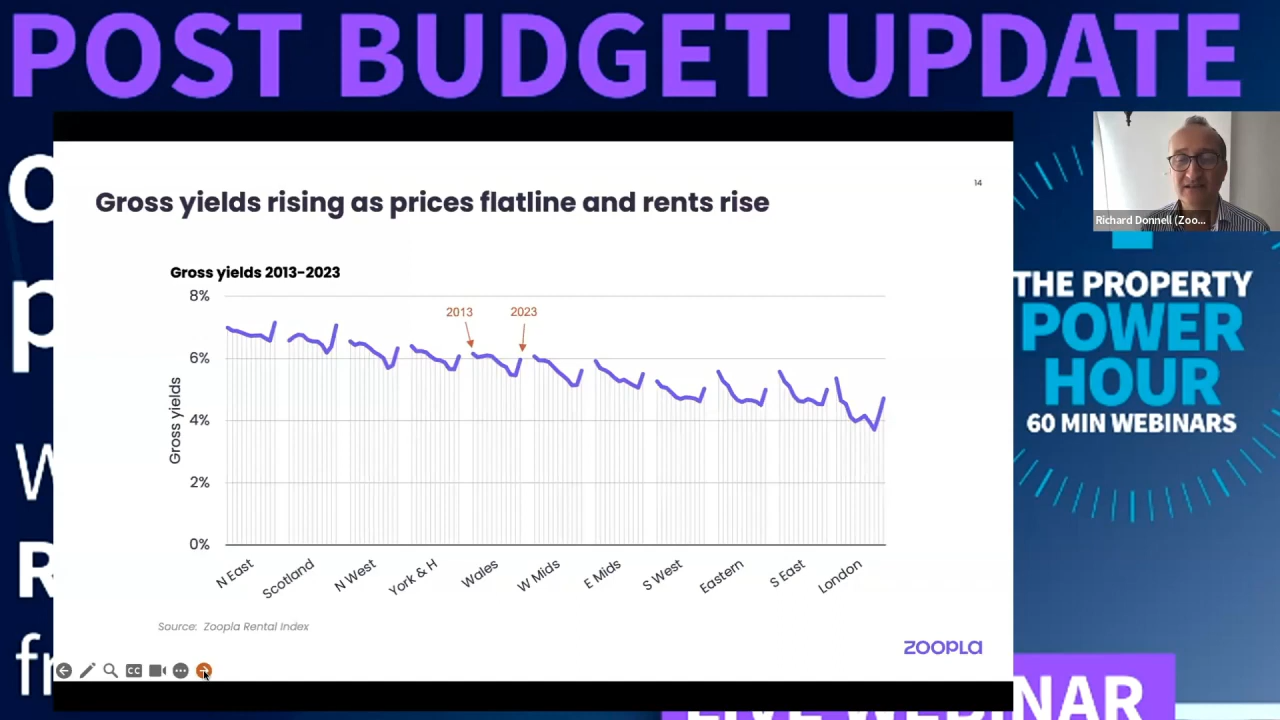 POST BUDGET UPDATE
14
Gross yields rising as prices flatline and rents rise
Richard Donnell (Zoo...
Gross yields 2013-2023
8%
6%
4%
2%
0%
Gross yields
2013
2023
N East
Scotland
N West
York & H
Wales
W Mids
E Mids
S West
Eastern
S East
London
Source: Zoopla Rental Index
zoopla
CC
THE PROPERTY
POWER
HOUR
60 MIN WEBINARS
W
R
fr